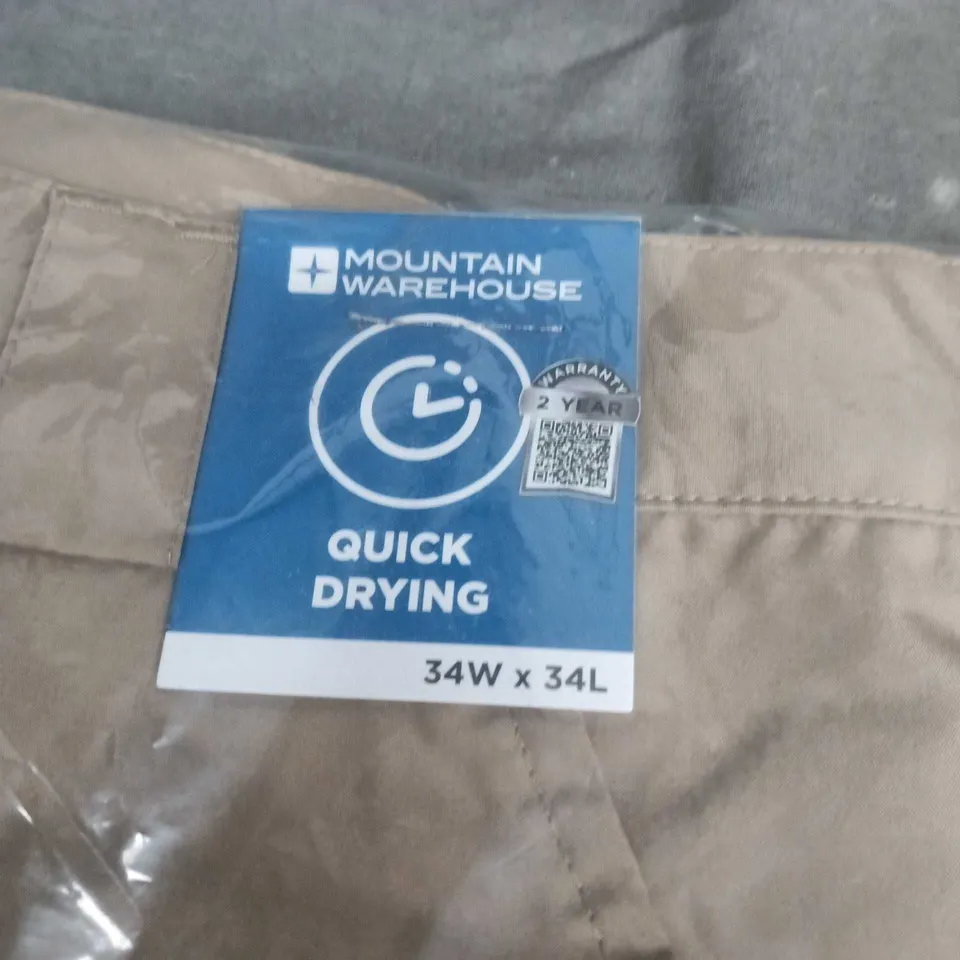 MOUNTAIN
WAREHOUSE
WARRANTY
2 YEAR
QUICK
DRYING
34W x 34L